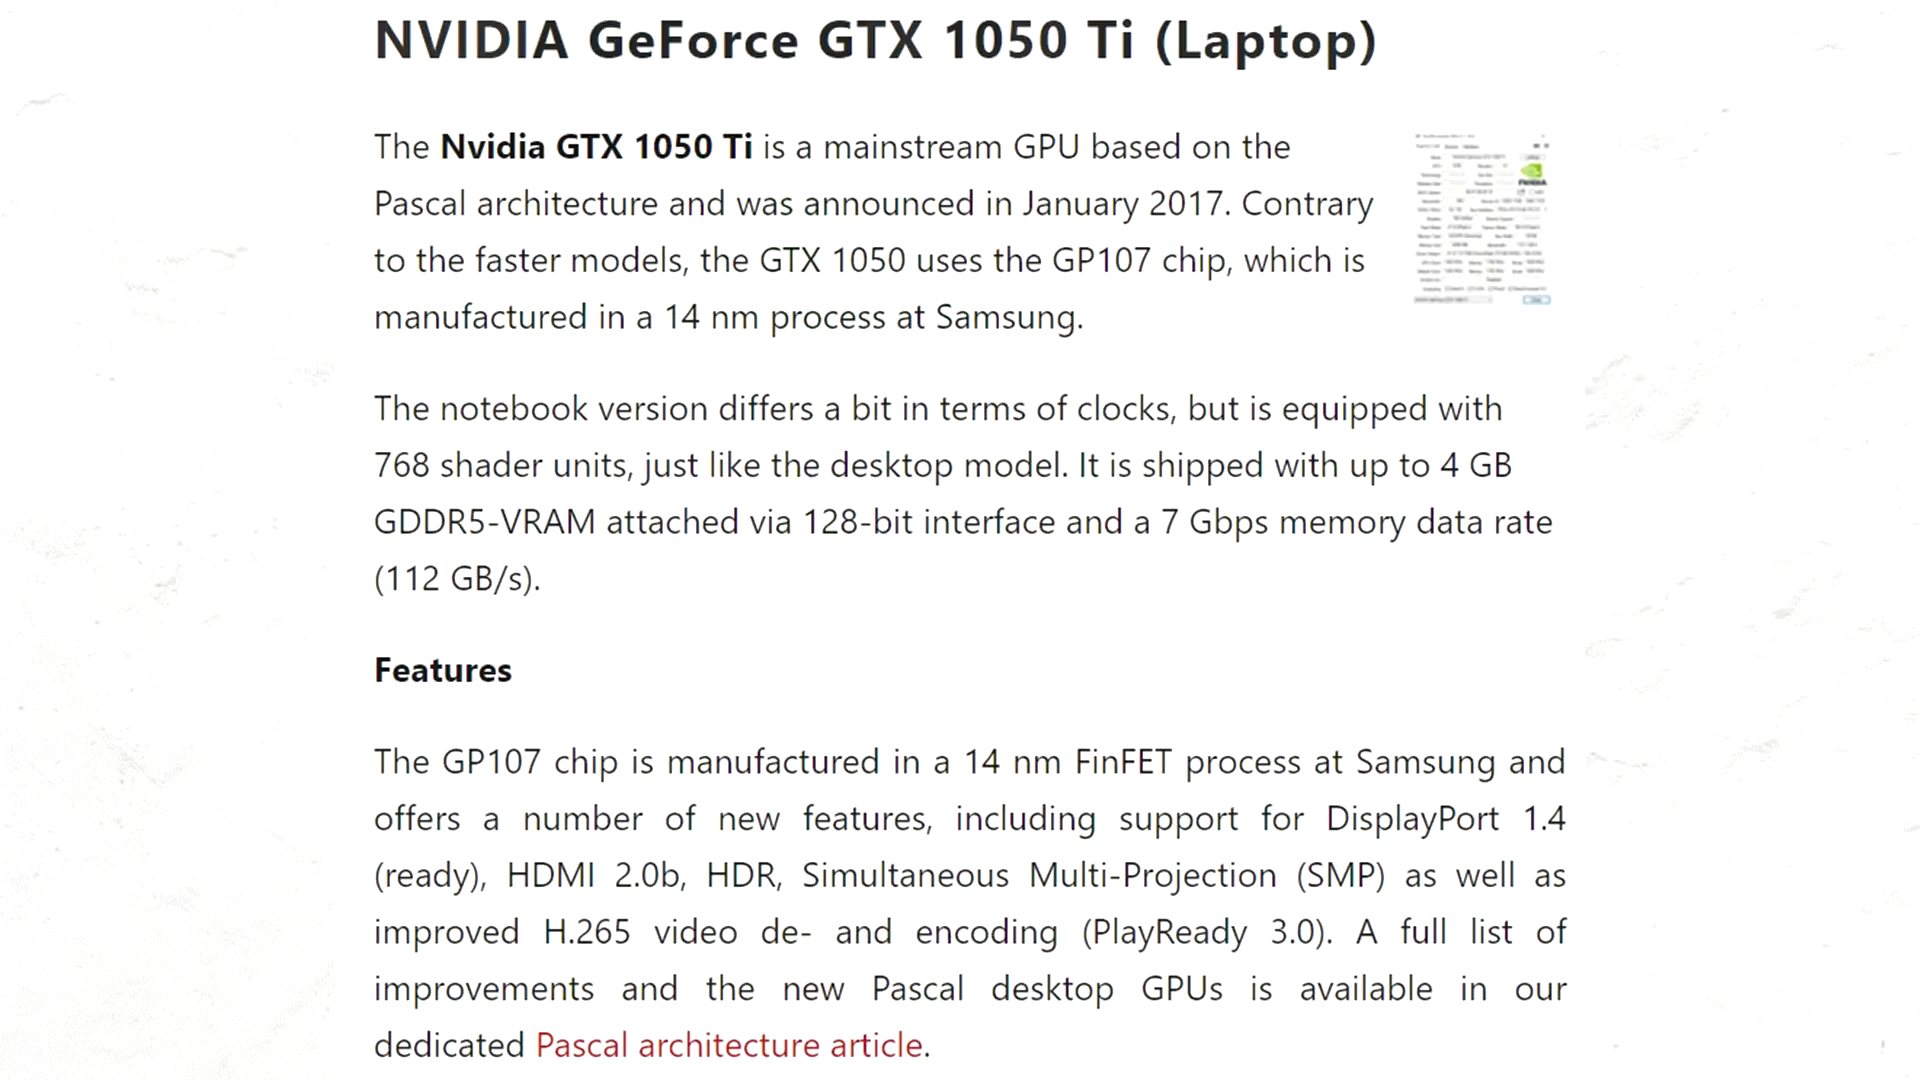 NVIDIA GeForce GTX 1050 Ti (Laptop)
The Nvidia GTX 1050 Ti is a mainstream GPU based on the
Pascal architecture and was announced in January 2017. Contrary
to the faster models, the GTX 1050 uses the GP107 chip, which is
manufactured in a 14 nm process at Samsung.
The notebook version differs a bit in terms of clocks, but is equipped with
768 shader units, just like the desktop model. It is shipped with up to 4 GB
GDDR5-VRAM attached via 128-bit interface and a 7 Gbps memory data rate
(112 GB/s).
Features
The GP107 chip is manufactured in a 14 nm FinFET process at Samsung and
offers a number of new features, including support for DisplayPort 1.4
(ready), HDMI 2.0b, HDR, Simultaneous Multi-Projection (SMP) as well as
improved H.265 video de- and encoding (PlayReady 3.0). A full list of
improvements and the new Pascal desktop GPUs is available in our
dedicated Pascal architecture article.